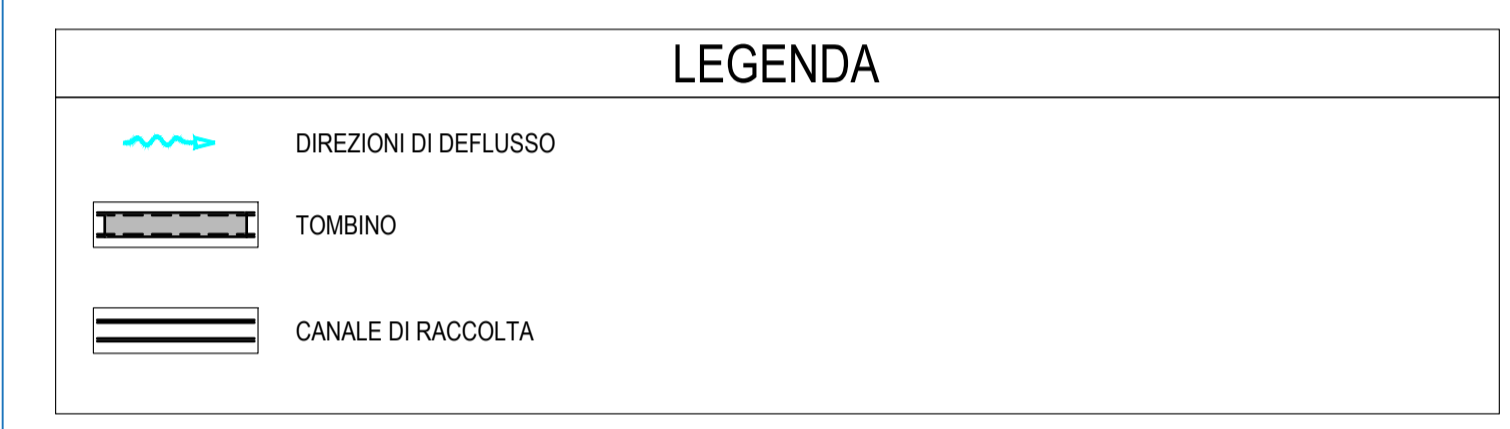 LEGENDA
DIREZIONI DI DEFLUSSO
TOMBINO
CANALE DI RACCOLTA